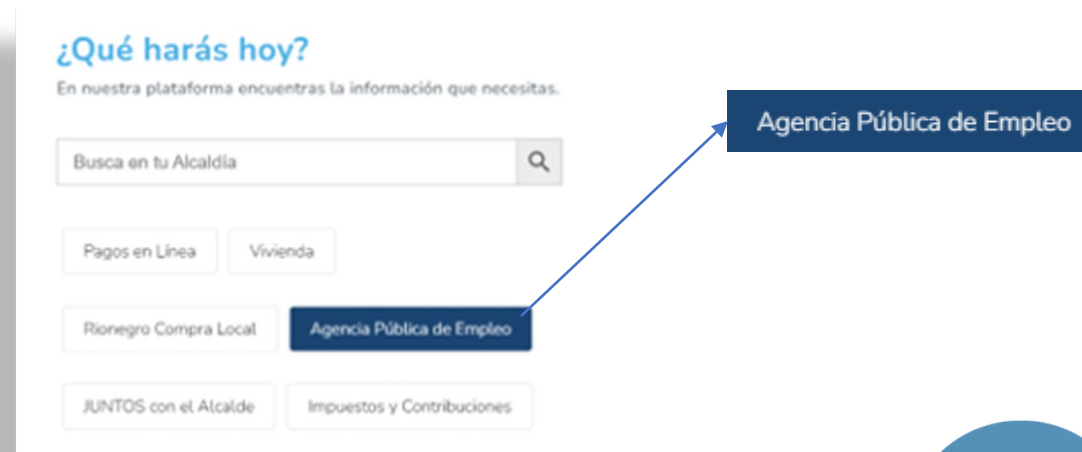 ¿Qué harás hoy?
En nuestra plataforma encuentras la información que necesitas.
Busca en tu Alcaldía
Pagos en Línea
Vivienda
Rionegro Compra Local
Agencia Pública de Empleo
JUNTOS con el Alcalde
Impuestos y Contribuciones
Agencia Pública de Empleo